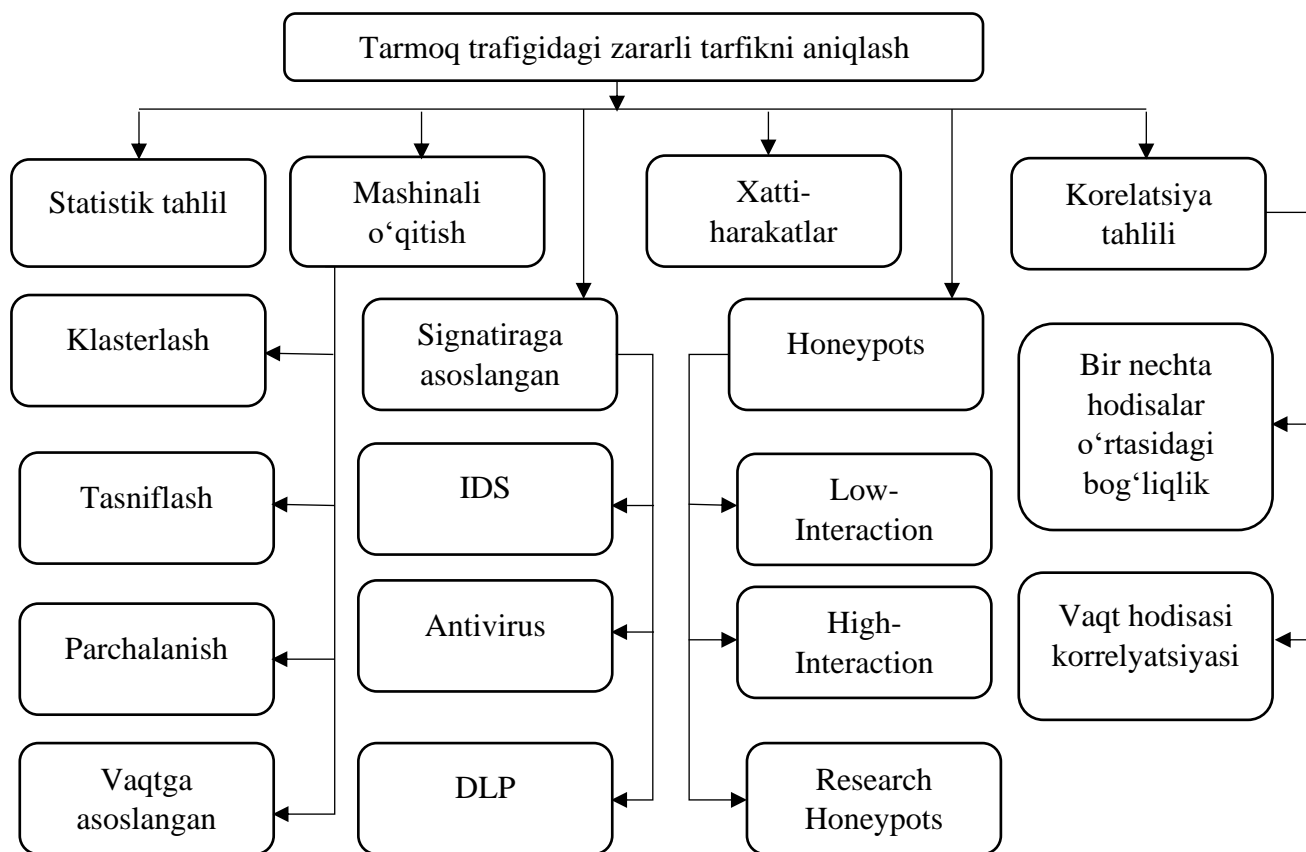 Tarmoq trafigidagi zararli tarfikni aniqlash
Statistik tahlil
Mashinali
o‘qitish
Xatti-
harakatlar
Korelatsiya
tahlili
Klasterlash
Signatiraga
asoslangan
Honeypots
Bir nechta
hodisalar
o‘rtasidagi
bog‘liqlik
Tasniflash
IDS
Low-
Interaction
Parchalanish
Antivirus
High-
Interaction
Vaqt hodisasi
korrelyatsiyasi
Vaqtga
asoslangan
DLP
Research
Honeypots